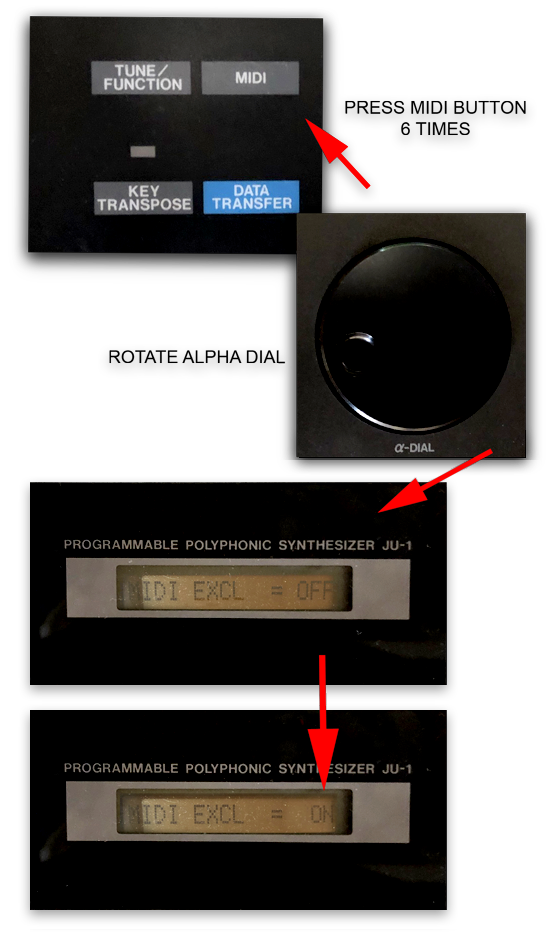 TUNE/
FUNCTION
MIDI
PRESS MIDI BUTTON
6 TIMES
KEY
TRANSPOSE
DATA
TRANSFER
ROTATE ALPHA DIAL
α-DIAL
PROGRAMMABLE POLYPHONIC SYNTHESIZER JU-1
MIDI EXCL = OFF
PROGRAMMABLE POLYPHONIC SYNTHESIZER JU-1
MIDI EXCL = ON